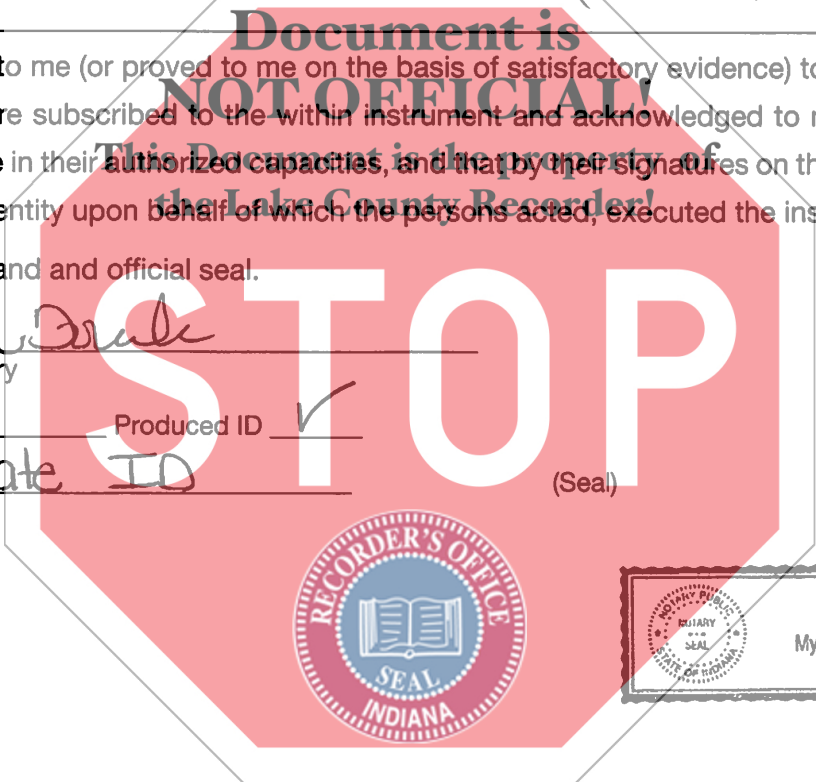 Document is
to me (or proved to me on the basis of satisfactory evidence) to
NOT OFFICIAL!
re subscribed to the within instrument and acknowledged to
This Document is the property of
in their authorized capacities, and that by their signatures on th
the Lake County Recorder!
entity upon behalf of which the persons acted, executed the ins
and and official seal.
STOP
y
Produced ID ✓
ate ID
(Seal)
RECORDER'S OFFICE
SEAL
INDIANA
NOTARY PUBLIC
NOTARY
SEAL
STATE OF INDIANA
My